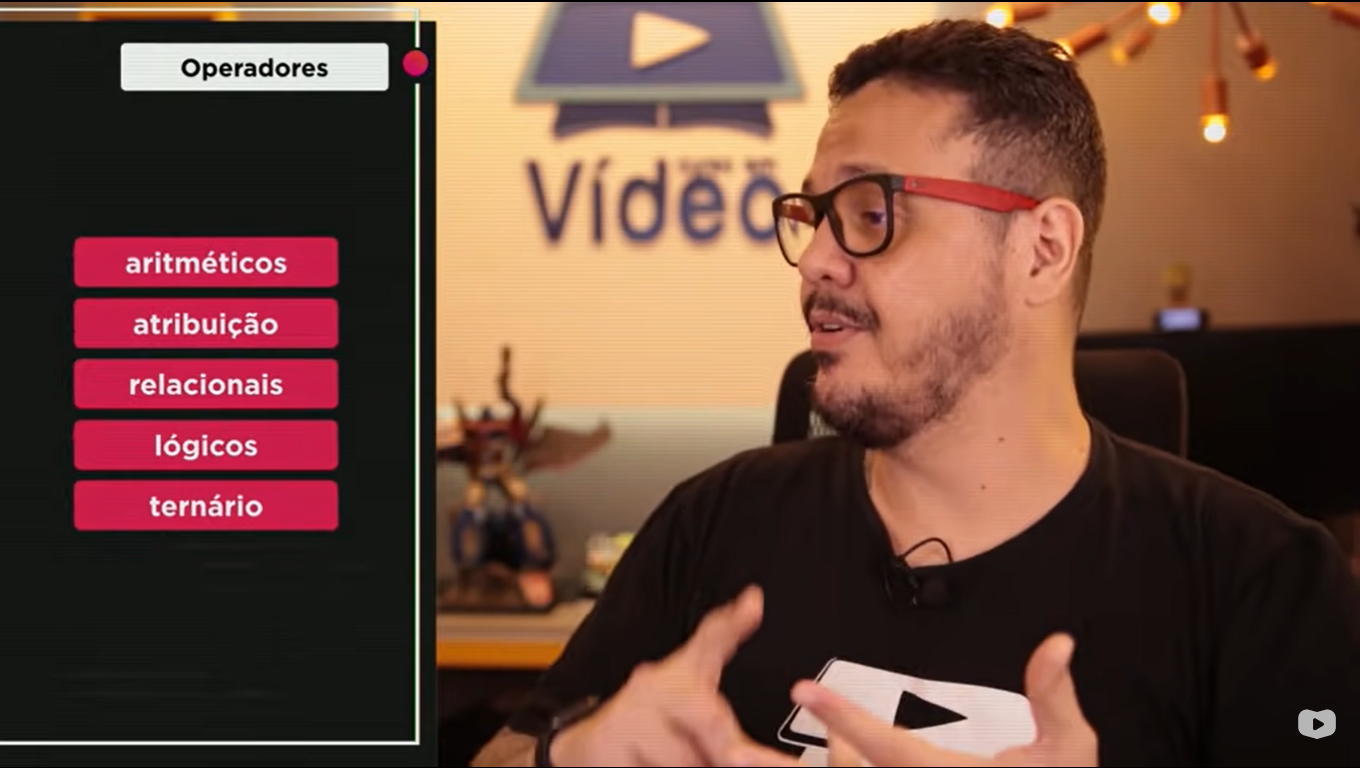 Operadores
aritméticos
atribuição
relacionais
lógicos
ternário
Vídeo